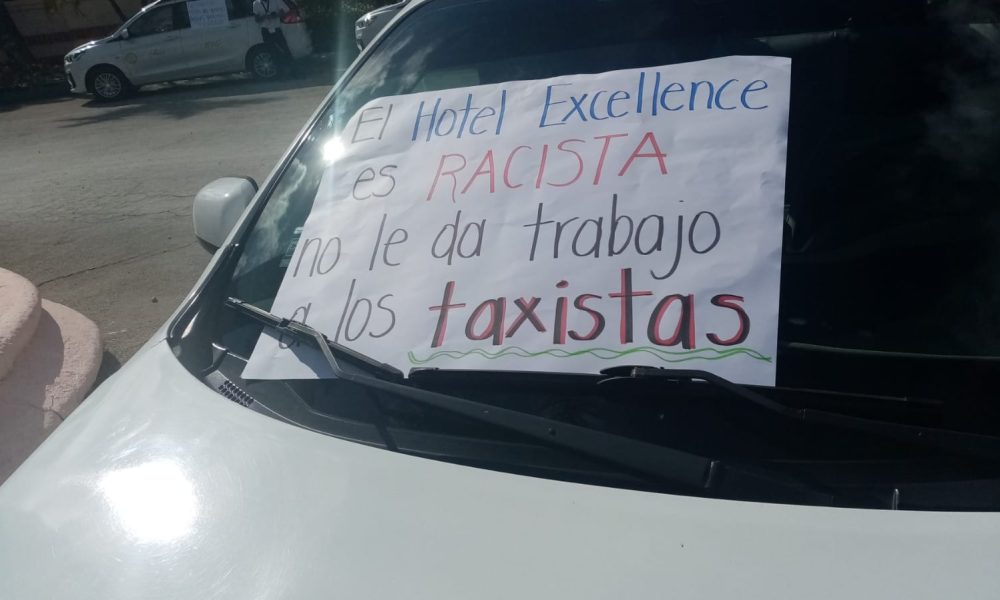 El Hotel Excellence
es RACISTA
no le da trabajo
a los taxistas